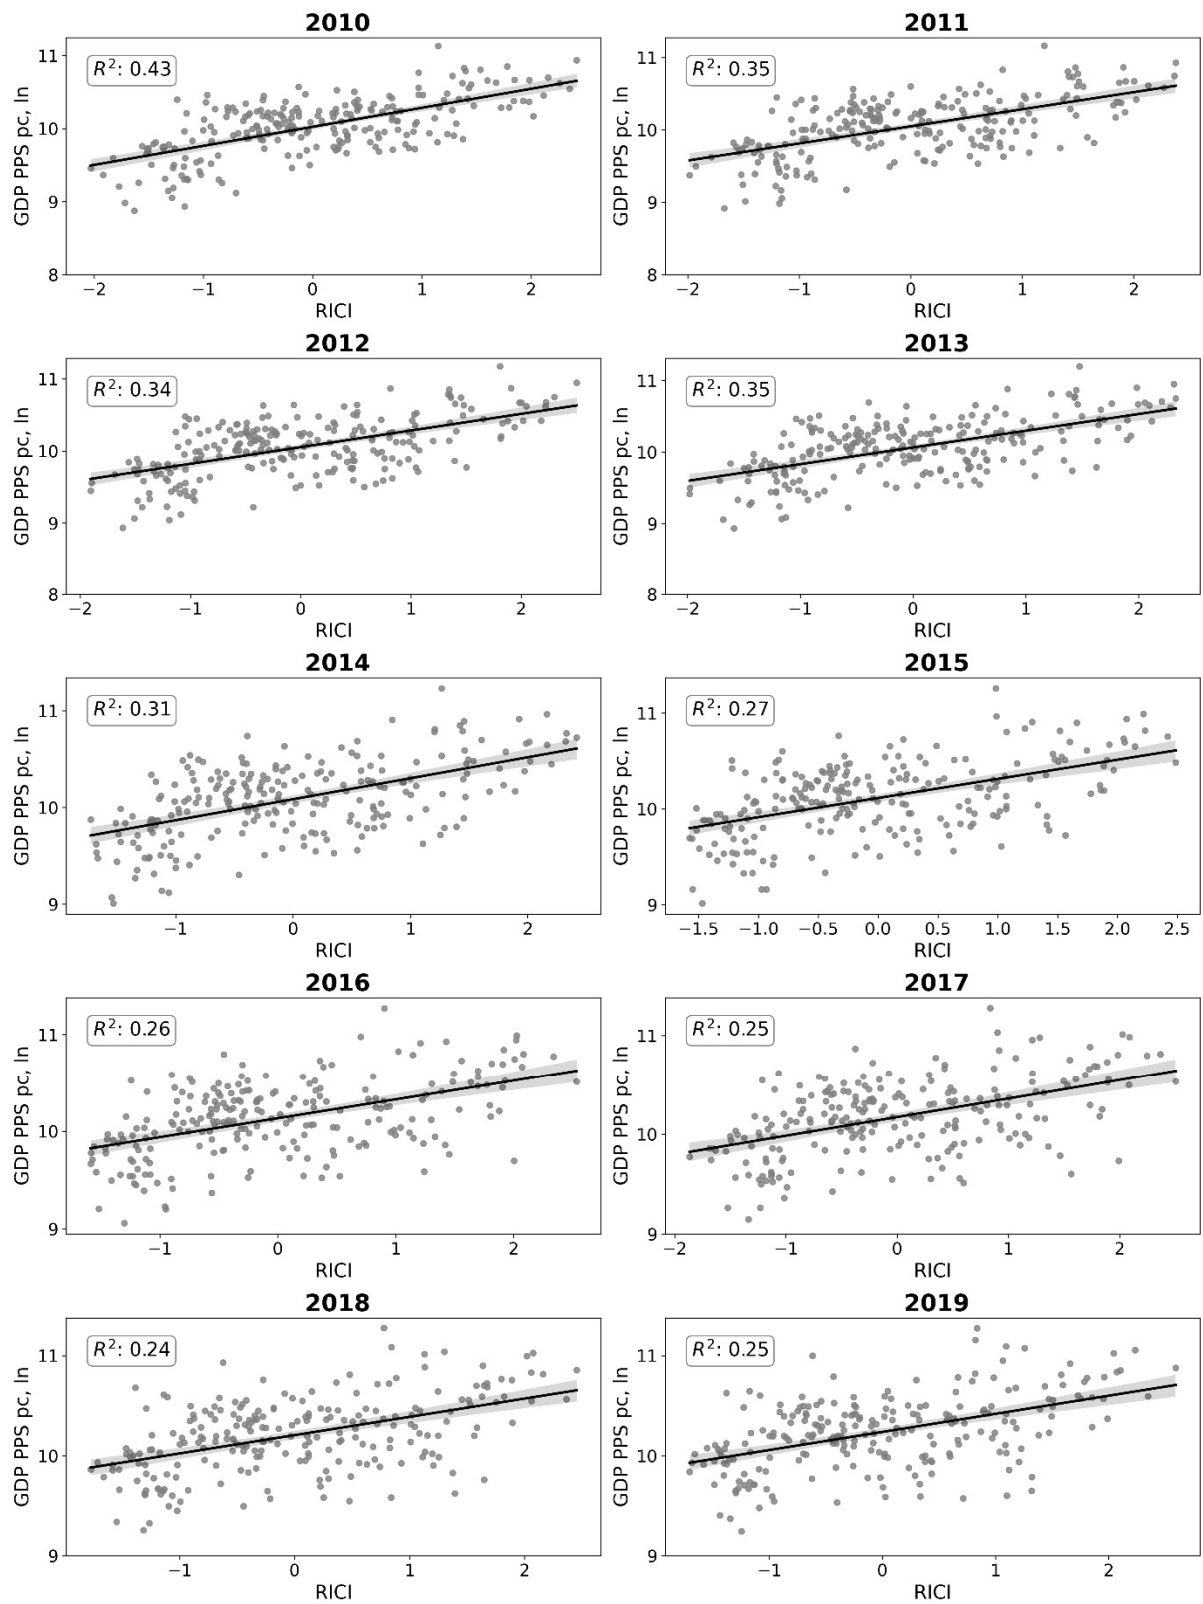 2010
R²: 0.43
GDP PPS pc, ln
11
10
9
8
−2 −1 0 1 2
RICI
2011
R²: 0.35
GDP PPS pc, ln
11
10
9
8
−2 −1 0 1 2
RICI
2012
R²: 0.34
GDP PPS pc, ln
11
10
9
8
−2 −1 0 1 2
RICI
2013
R²: 0.35
GDP PPS pc, ln
11
10
9
8
−2 −1 0 1 2
RICI
2014
R²: 0.31
GDP PPS pc, ln
11
10
9
−1 0 1 2
RICI
2015
R²: 0.27
GDP PPS pc, ln
11
10
9
−1.5 −1.0 −0.5 0.0 0.5 1.0 1.5 2.0 2.5
RICI
2016
R²: 0.26
GDP PPS pc, ln
11
10
9
−1 0 1 2
RICI
2017
R²: 0.25
GDP PPS pc, ln
11
10
9
−2 −1 0 1 2
RICI
2018
R²: 0.24
GDP PPS pc, ln
11
10
9
−1 0 1 2
RICI
2019
R²: 0.25
GDP PPS pc, ln
11
10
9
−1 0 1 2
RICI